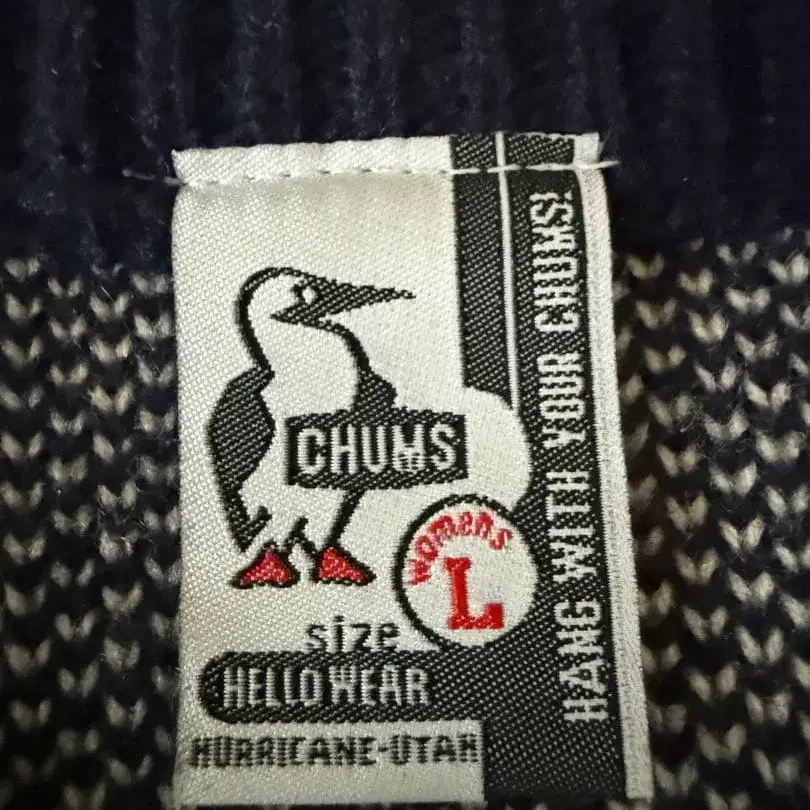 CHUMS
womens
L
size
HELLO WEAR
HURRICANE-UTAH
HANG WITH YOUR CHUMS!